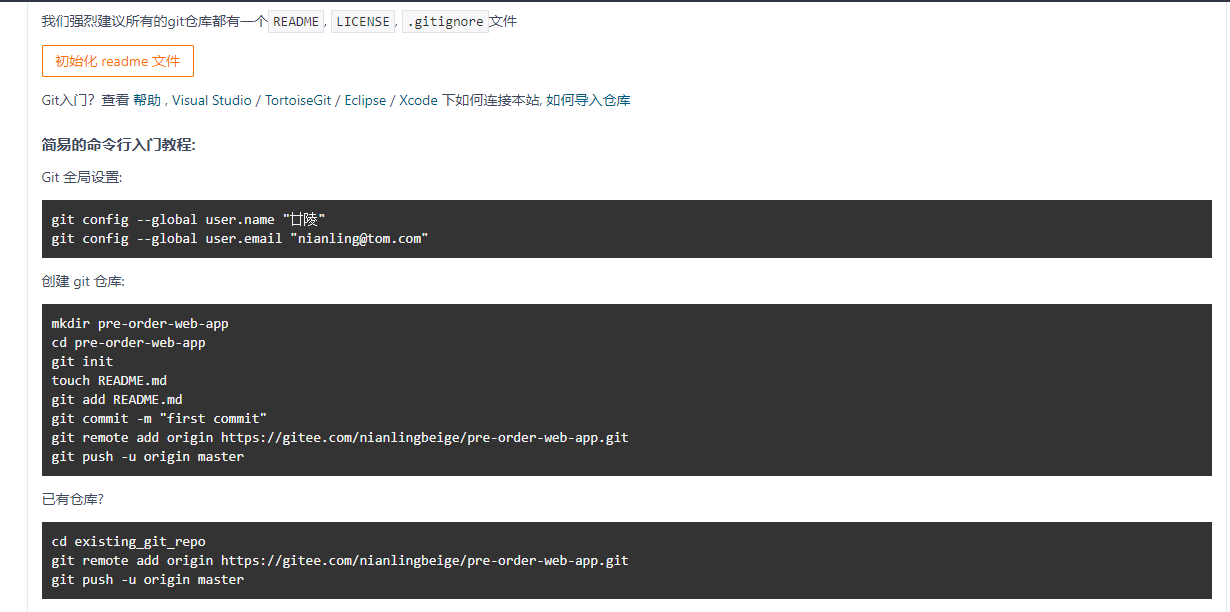 我们强烈建议所有的git仓库都有一个 README, LICENSE, .gitignore 文件
初始化 readme 文件
Git入门? 查看 帮助 , Visual Studio / TortoiseGit / Eclipse / Xcode 下如何连接本站, 如何导入仓库
简易的命令行入门教程:
Git 全局设置:
git config --global user.name "廿陵"
git config --global user.email "nianling@tom.com"
创建 git 仓库:
mkdir pre-order-web-app
cd pre-order-web-app
git init
touch README.md
git add README.md
git commit -m "first commit"
git remote add origin https://gitee.com/nianlingbeige/pre-order-web-app.git
git push -u origin master
已有仓库?
cd existing_git_repo
git remote add origin https://gitee.com/nianlingbeige/pre-order-web-app.git
git push -u origin master